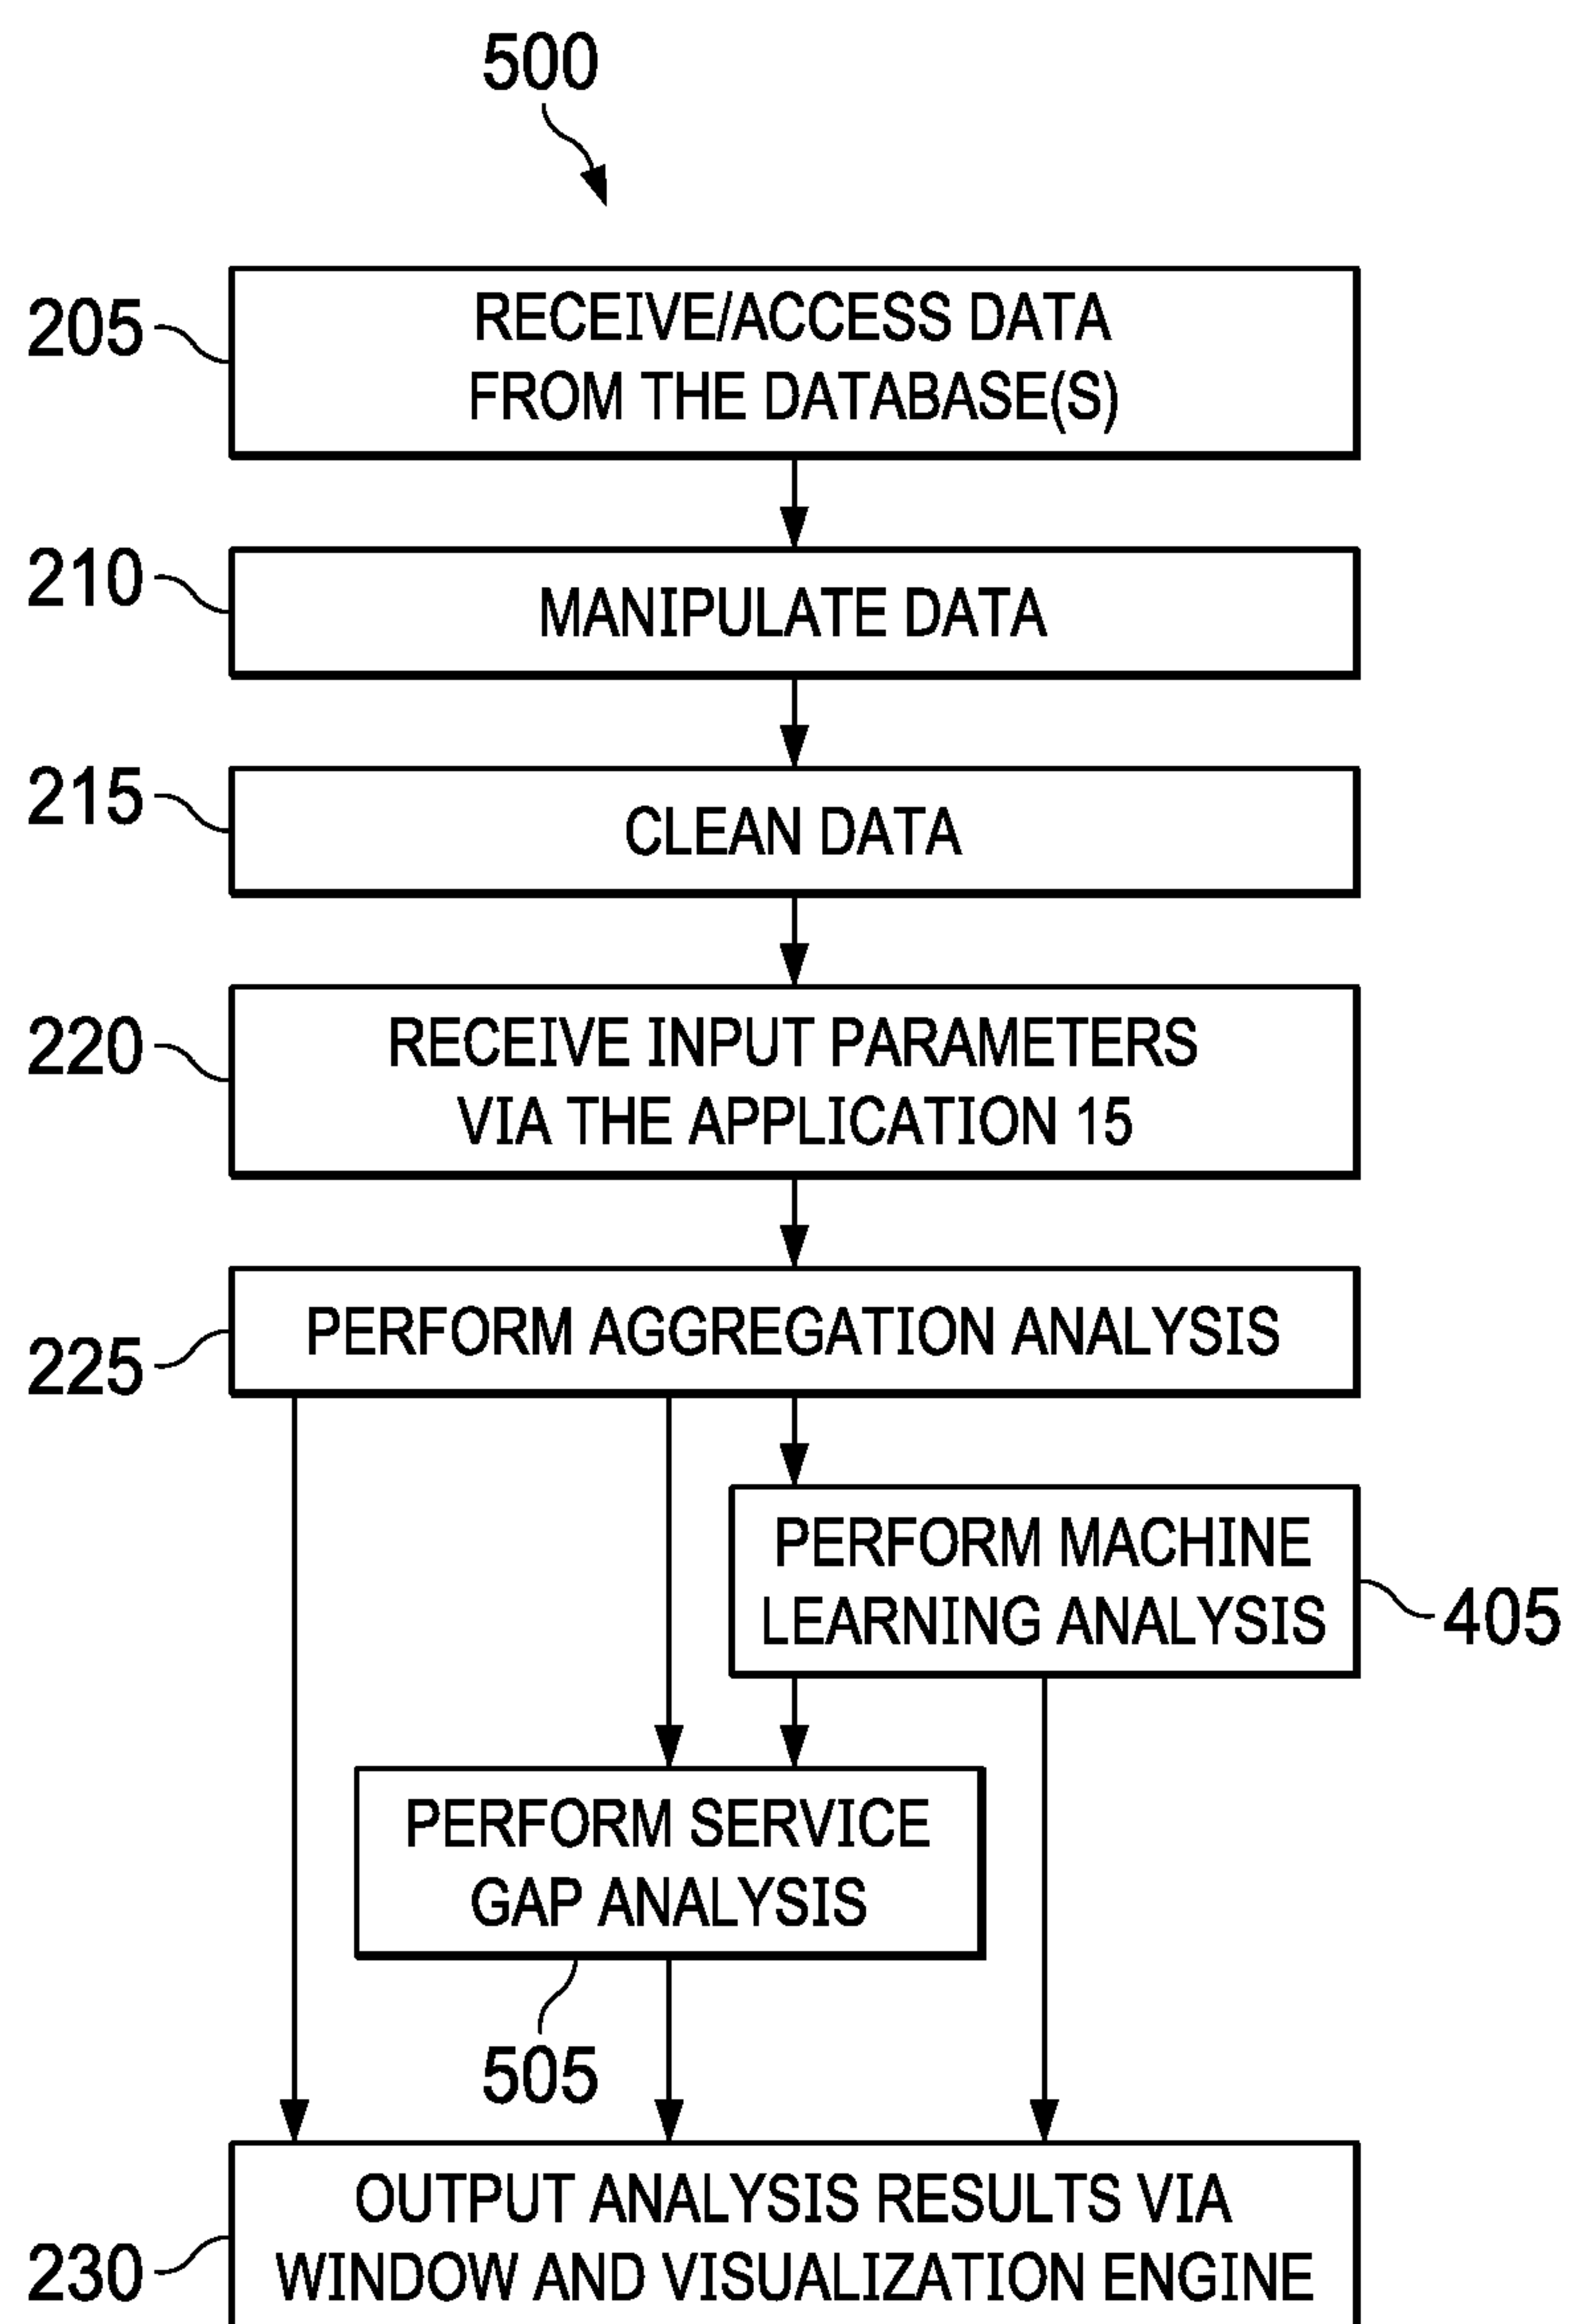 500
205
RECEIVE/ACCESS DATA
FROM THE DATABASE(S)
210
MANIPULATE DATA
215
CLEAN DATA
220
RECEIVE INPUT PARAMETERS
VIA THE APPLICATION 15
225
PERFORM AGGREGATION ANALYSIS
PERFORM MACHINE
LEARNING ANALYSIS
405
PERFORM SERVICE
GAP ANALYSIS
505
230
OUTPUT ANALYSIS RESULTS VIA
WINDOW AND VISUALIZATION ENGINE